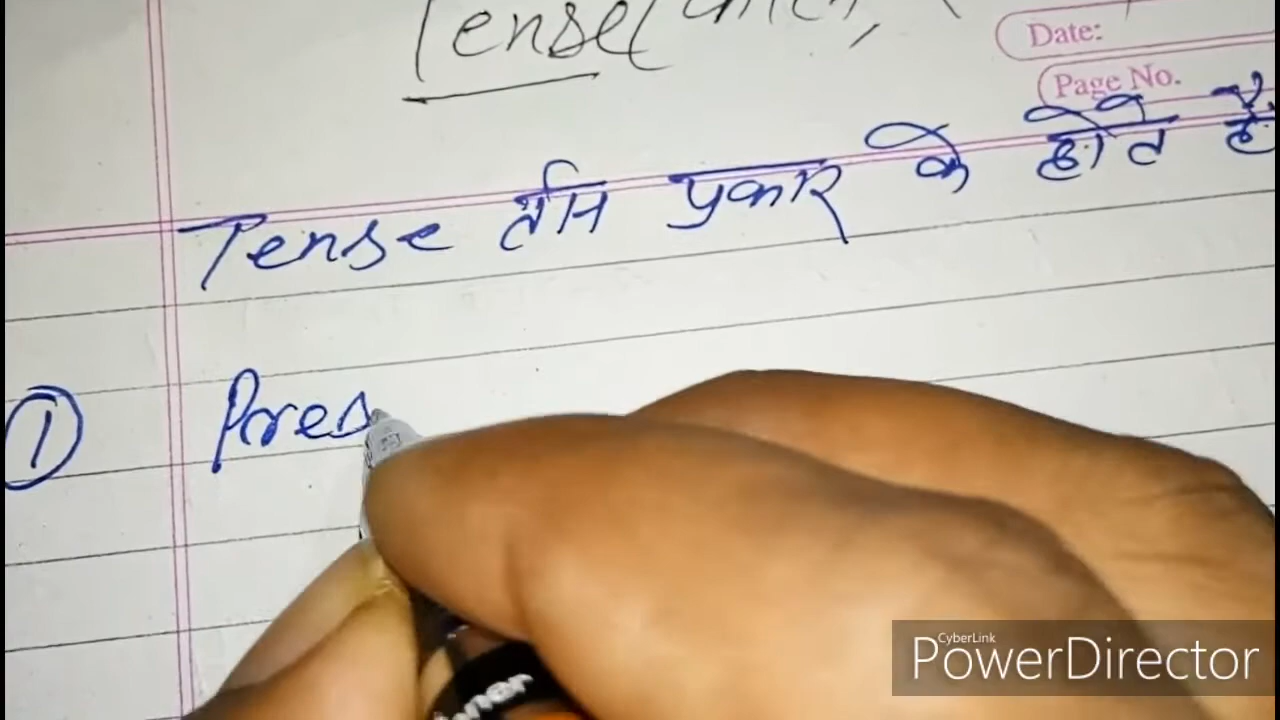 Tense(काल)
Date:
Page No.
Tense तीन प्रकार के होते हैं
① Pres
CyberLink
PowerDirector